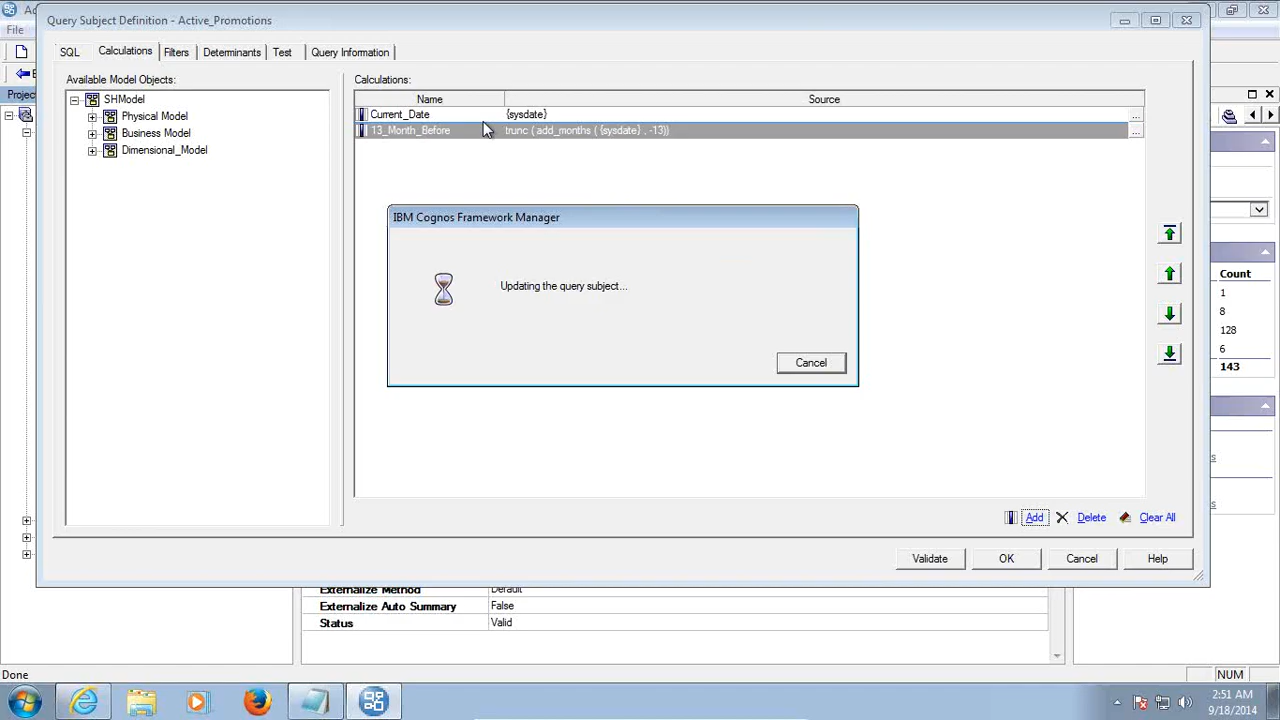 Query Subject Definition - Active_Promotions
File
SQL
Calculations
Filters
Determinants
Test
Query Information
Available Model Objects:
SHModel
Physical Model
Business Model
Dimensional_Model
Calculations:
Name
Source
Current_Date
{sysdate}
...
13_Month_Before
trunc ( add_months ( {sysdate} , -13))
...
IBM Cognos Framework Manager
Updating the query subject...
Cancel
Add
Delete
Clear All
Validate
OK
Cancel
Help
Count
1
8
128
6
143
Externalize Method
Default
Externalize Auto Summary
False
Status
Valid
Done
NUM
2:51 AM
9/18/2014